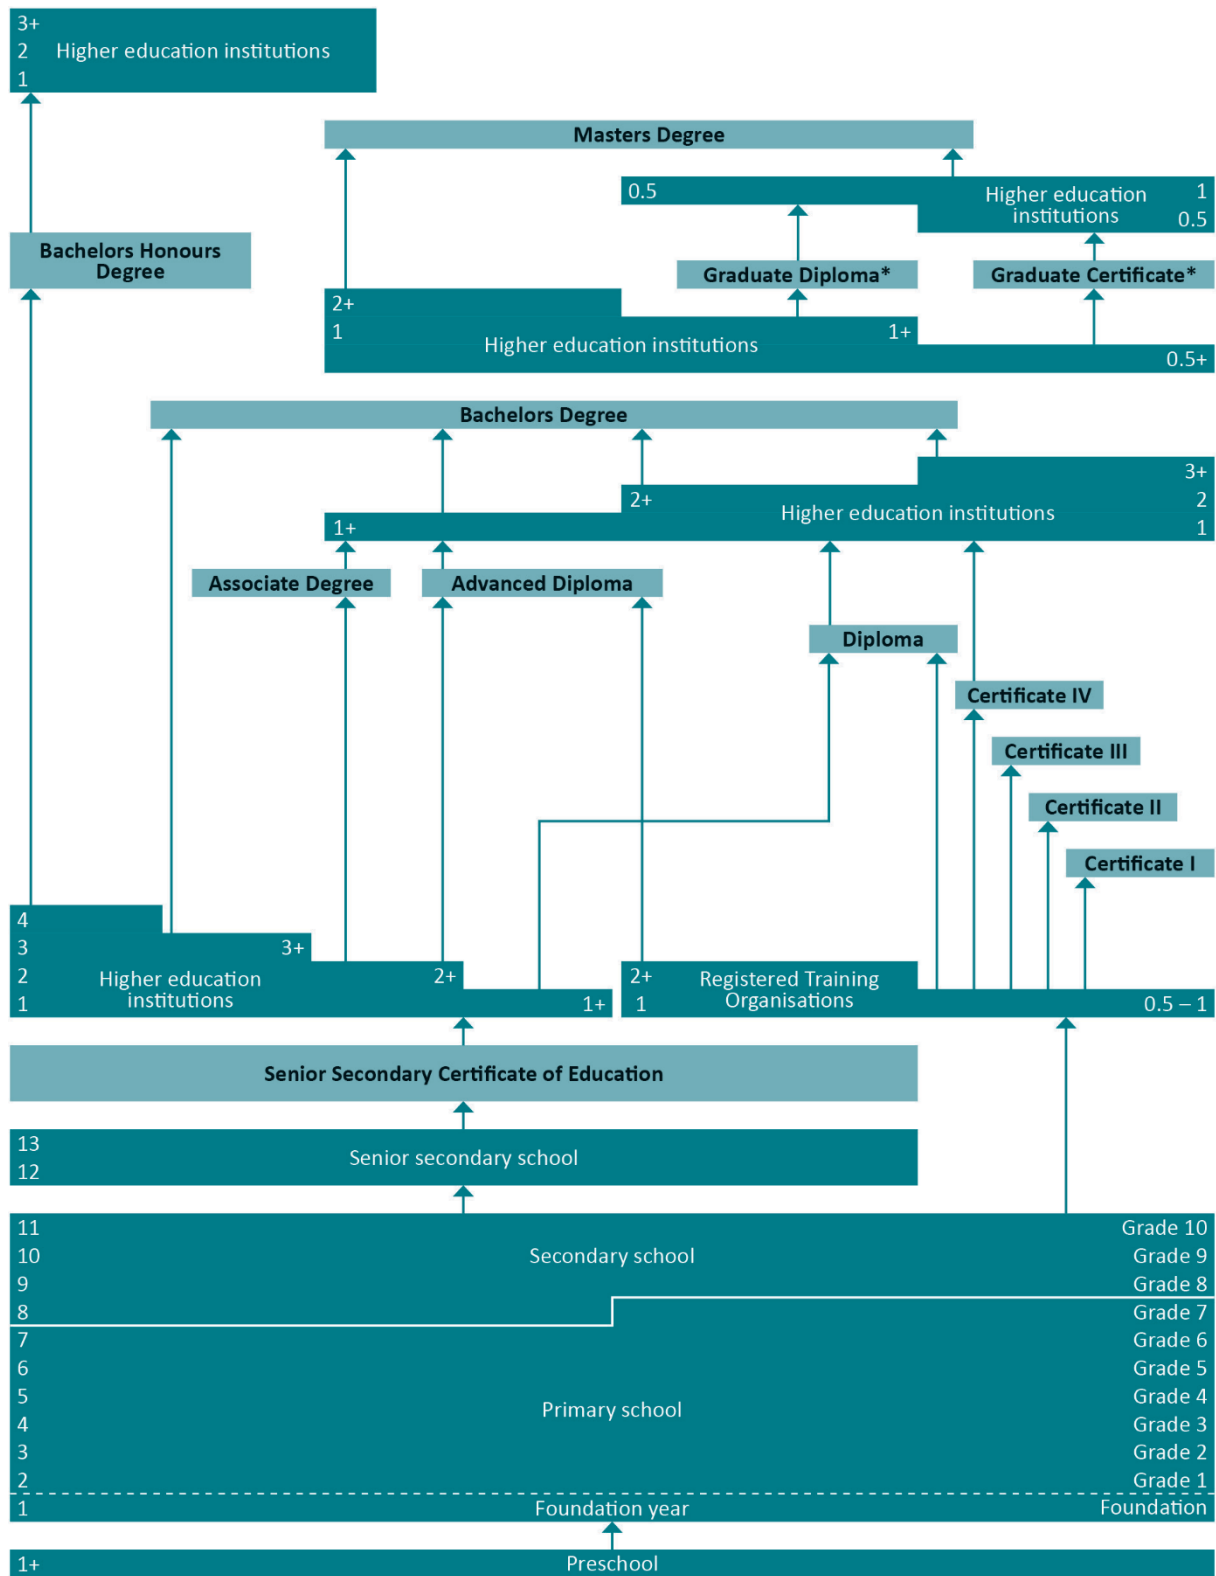 3+
2 Higher education institutions
1
Masters Degree
0.5
Higher education institutions
1
0.5
Bachelors Honours
Degree
Graduate Diploma*
Graduate Certificate*
2+
1
Higher education institutions
1+
0.5+
Bachelors Degree
3+
2+
2
Higher education institutions
1+
1
Associate Degree
Advanced Diploma
Diploma
Certificate IV
Certificate III
Certificate II
Certificate I
4
3
3+
2
Higher education
institutions
2+
1
1+
2+
Registered Training
Organisations
1
0.5 – 1
Senior Secondary Certificate of Education
13
Senior secondary school
12
11 Grade 10
10 Secondary school Grade 9
9 Grade 8
8 Grade 7
7 Grade 6
6 Grade 5
5 Primary school Grade 4
4 Grade 3
3 Grade 2
2 Grade 1
1 Foundation year Foundation
1+ Preschool